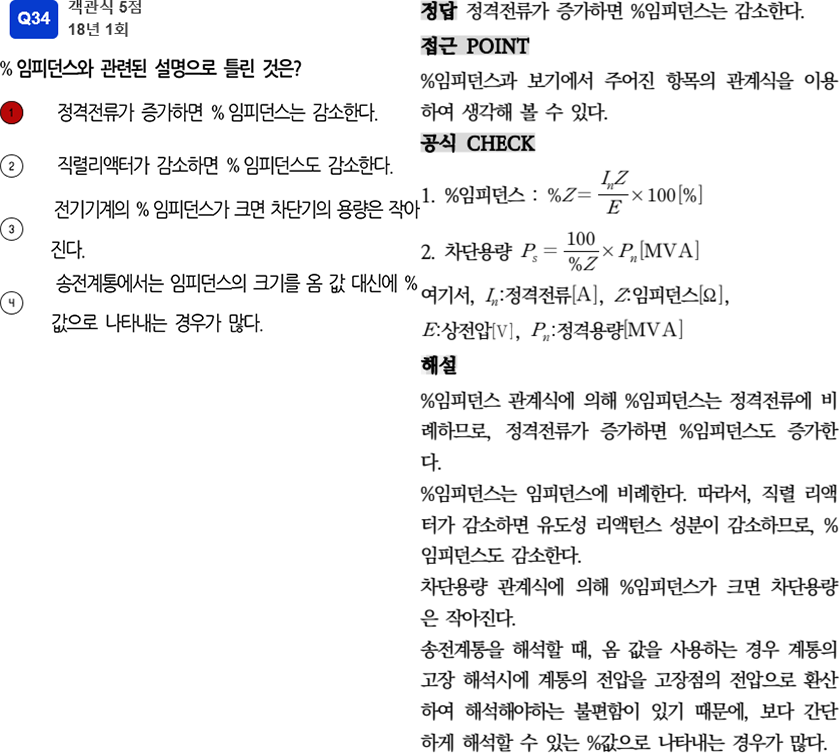 Q34
객관식 5점
18년 1회
% 임피던스와 관련된 설명으로 틀린 것은?
1 정격전류가 증가하면 % 임피던스는 감소한다.
2 직렬리액터가 감소하면 % 임피던스도 감소한다.
3 전기기계의 % 임피던스가 크면 차단기의 용량은 작아
진다.
4 송전계통에서는 임피던스의 크기를 옴 값 대신에 %
값으로 나타내는 경우가 많다.
정답 정격전류가 증가하면 %임피던스는 감소한다.
접근 POINT
%임피던스과 보기에서 주어진 항목의 관계식을 이용
하여 생각해 볼 수 있다.
공식 CHECK
1. %임피던스 : %Z = I_nZ / E × 100[%]
2. 차단용량 P_s = 100 / %Z × P_n[MVA]
여기서, I_n:정격전류[A], Z:임피던스[Ω],
E:상전압[V], P_n:정격용량[MVA]
해설
%임피던스 관계식에 의해 %임피던스는 정격전류에 비
례하므로, 정격전류가 증가하면 %임피던스도 증가한
다.
%임피던스는 임피던스에 비례한다. 따라서, 직렬 리액
터가 감소하면 유도성 리액턴스 성분이 감소하므로, %
임피던스도 감소한다.
차단용량 관계식에 의해 %임피던스가 크면 차단용량
은 작아진다.
송전계통을 해석할 때, 옴 값을 사용하는 경우 계통의
고장 해석시에 계통의 전압을 고장점의 전압으로 환산
하여 해석해야하는 불편함이 있기 때문에, 보다 간단
하게 해석할 수 있는 %값으로 나타내는 경우가 많다.